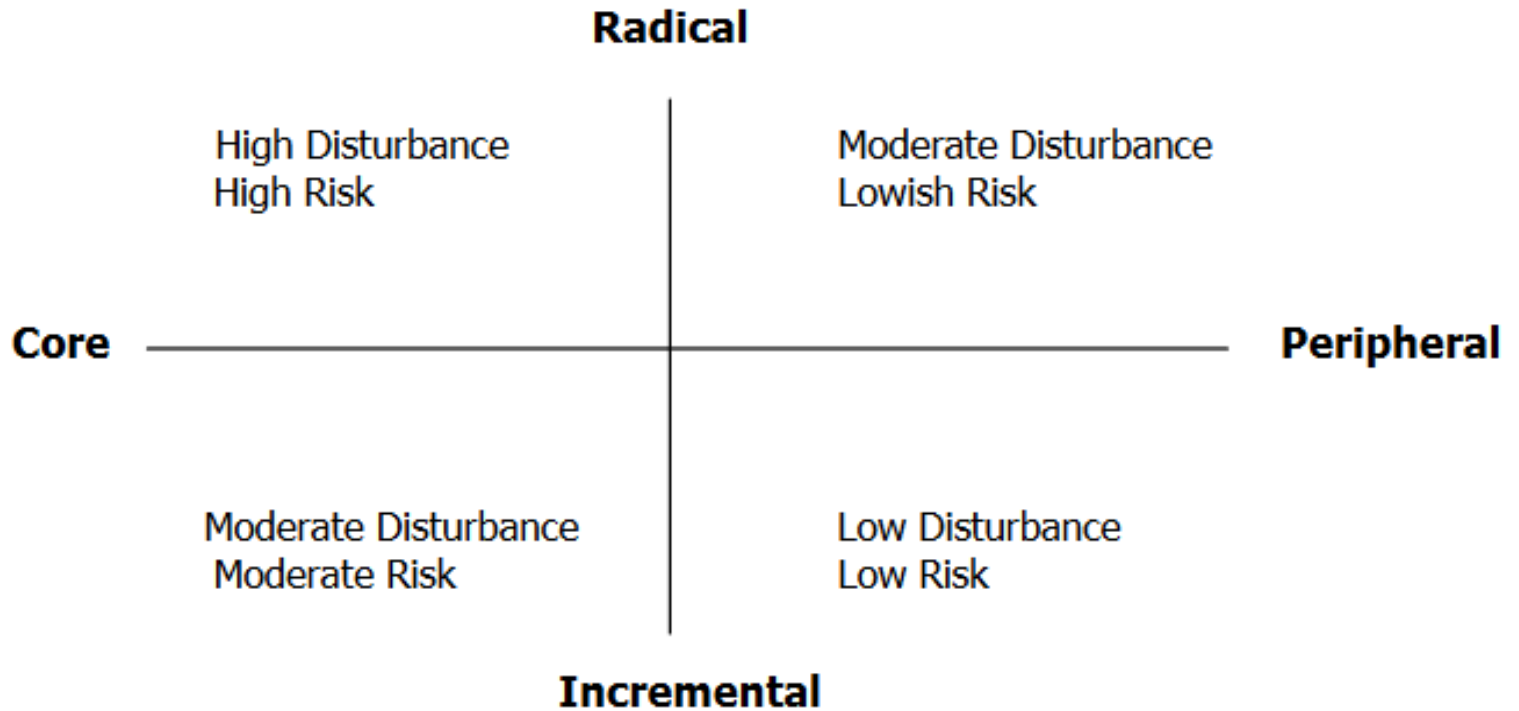 Radical
High Disturbance
High Risk
Moderate Disturbance
Lowish Risk
Core
Peripheral
Moderate Disturbance
Moderate Risk
Low Disturbance
Low Risk
Incremental